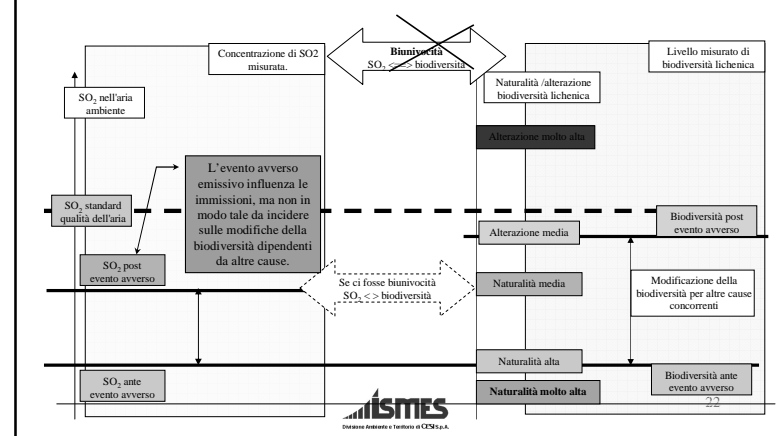 Concentrazione di SO2
misurata.
Biunivocità
SO₂ <==> biodiversità
Livello misurato di
biodiversità lichenica
Naturalità /alterazione
biodiversità lichenica
SO₂ nell'aria
ambiente
Alterazione molto alta
L'evento avverso
emissivo influenza le
immissioni, ma non in
modo tale da incidere
sulle modifiche della
biodiversità dipendenti
da altre cause.
SO₂ standard
qualità dell'aria
Biodiversità post
evento avverso
Alterazione media
SO₂ post
evento avverso
Se ci fosse biunivocità
SO₂ < > biodiversità
Naturalità media
Modificazione della
biodiversità per altre cause
concorrenti
Naturalità alta
SO₂ ante
evento avverso
Biodiversità ante
evento avverso
Naturalità molto alta
22
ISMES
Divisione Ambiente e Territorio di CESI S.p.A.